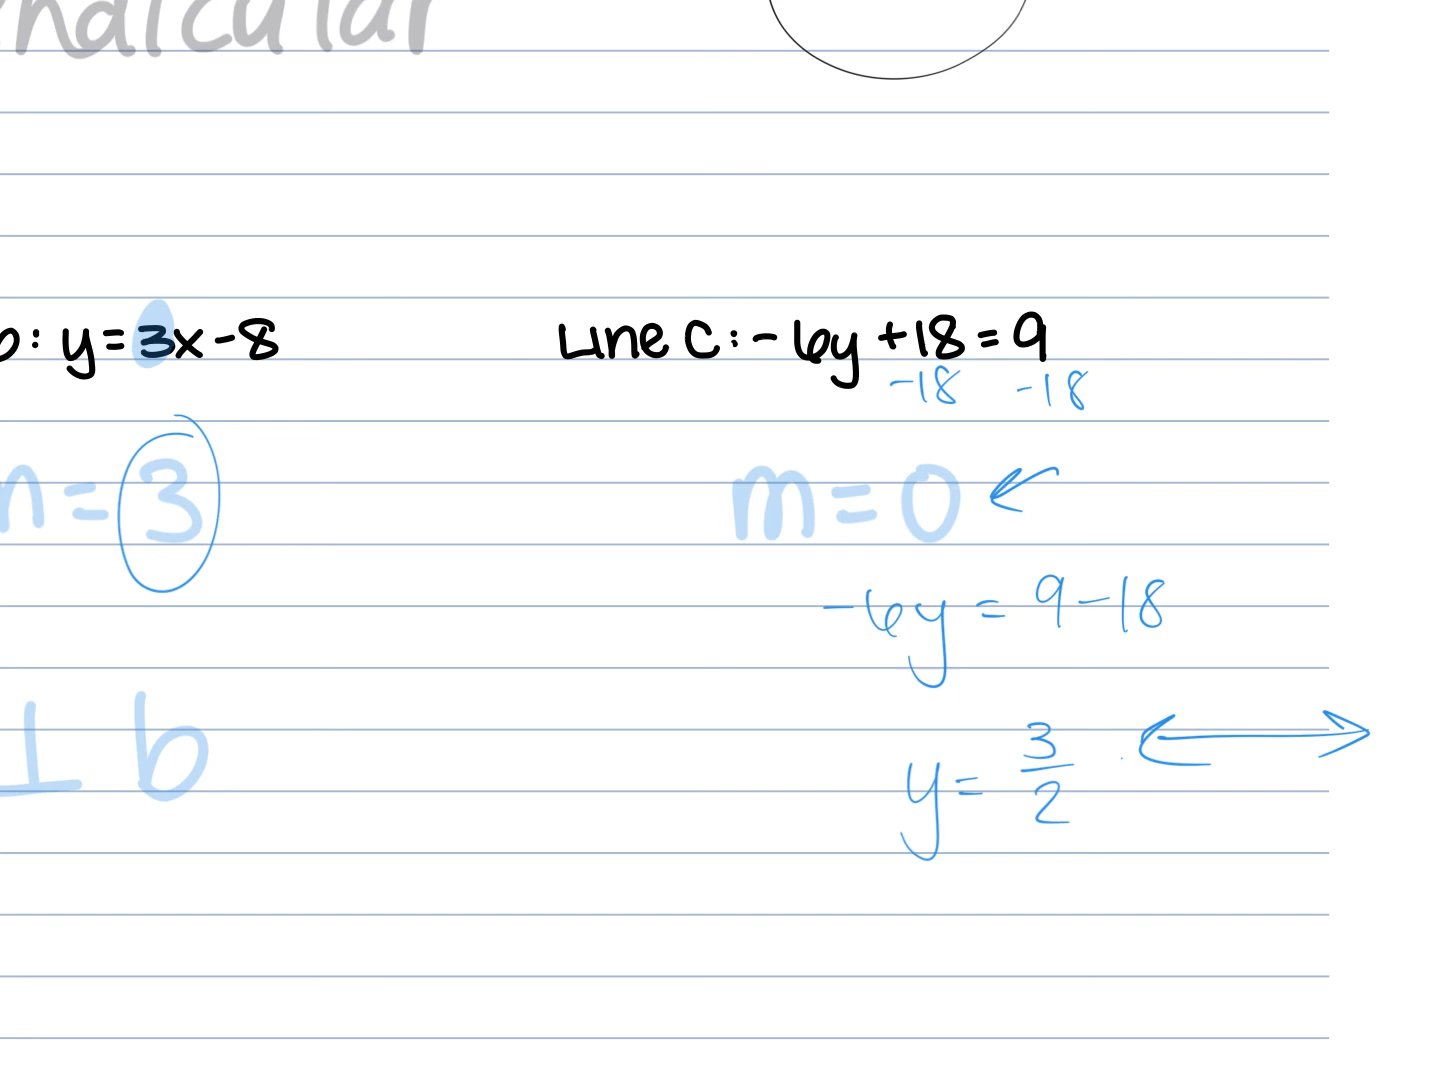 b: y = 3x - 8
Line C: - 6y + 18 = 9
-18 -18
= 3
m = 0
-6y = 9 - 18
⊥ b
y = 3/2